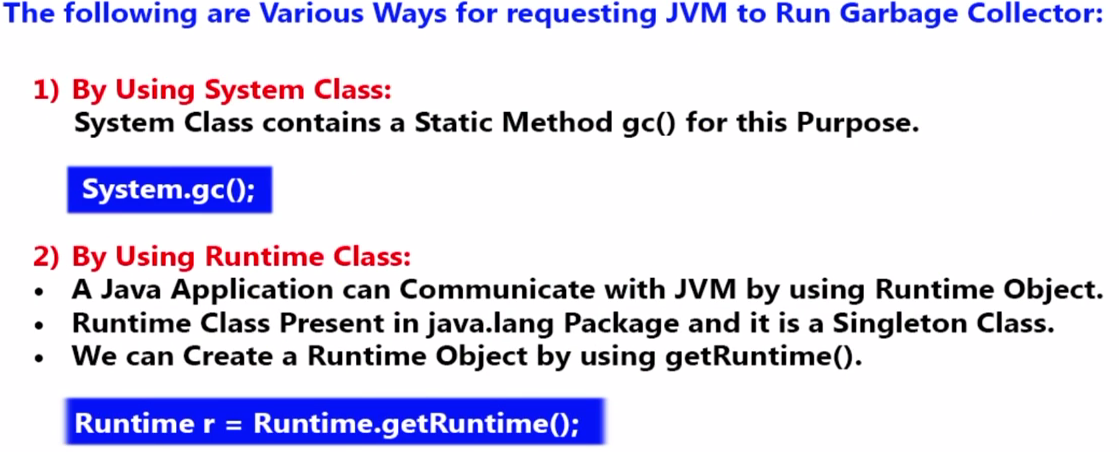 The following are Various Ways for requesting JVM to Run Garbage Collector:
1) By Using System Class:
System Class contains a Static Method gc() for this Purpose.
System.gc();
2) By Using Runtime Class:
• A Java Application can Communicate with JVM by using Runtime Object.
• Runtime Class Present in java.lang Package and it is a Singleton Class.
• We can Create a Runtime Object by using getRuntime().
Runtime r = Runtime.getRuntime();